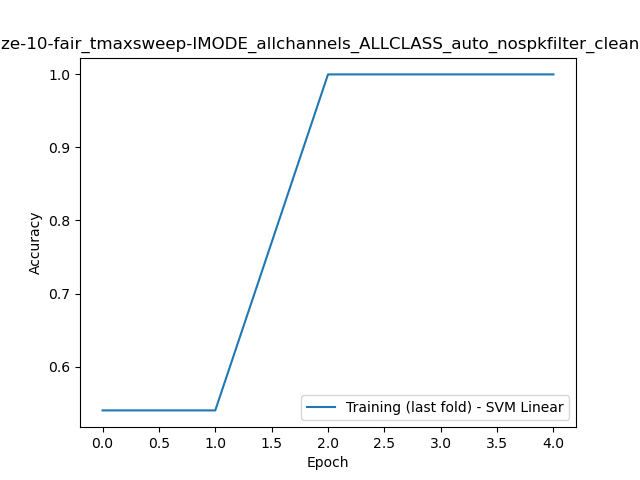 ze-10-fair_tmaxsweep-IMODE_allchannels_ALLCLASS_auto_nospkfilter_clean
1.0
0.9
0.8
0.7
0.6
Accuracy
Training (last fold) - SVM Linear
0.0 0.5 1.0 1.5 2.0 2.5 3.0 3.5 4.0
Epoch